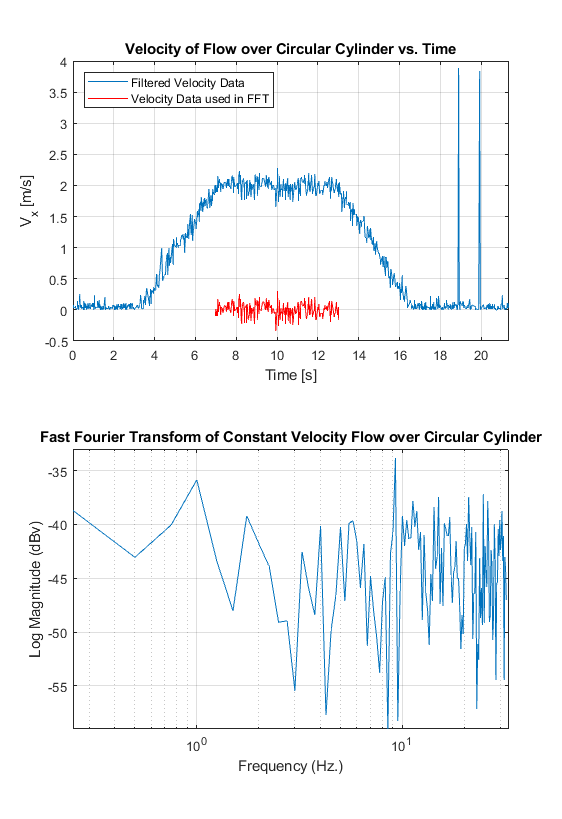 Velocity of Flow over Circular Cylinder vs. Time
4
3.5
3
2.5
2
1.5
1
0.5
0
-0.5
V_x [m/s]
Filtered Velocity Data
Velocity Data used in FFT
0 2 4 6 8 10 12 14 16 18 20
Time [s]
Fast Fourier Transform of Constant Velocity Flow over Circular Cylinder
-35
-40
-45
-50
-55
Log Magnitude (dBv)
10^0 10^1
Frequency (Hz.)